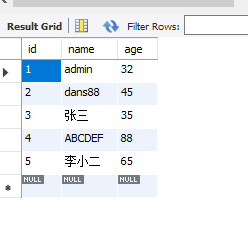 Result Grid Filter Rows:
id name age
1 admin 32
2 dans88 45
3 张三 35
4 ABCDEF 88
5 李小二 65
NULL NULL NULL